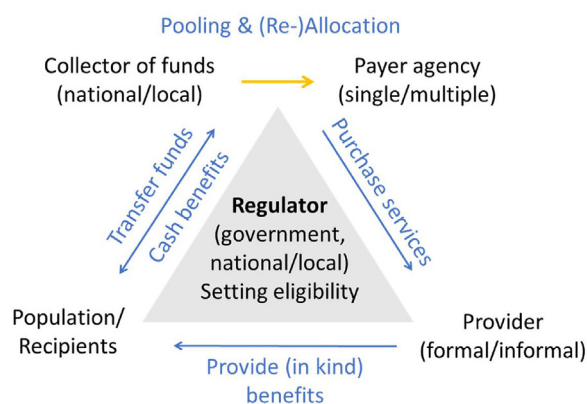 Pooling & (Re-)Allocation
Collector of funds
(national/local)
Payer agency
(single/multiple)
Transfer funds
Cash benefits
Purchase services
Regulator
(government,
national/local)
Setting eligibility
Population/
Recipients
Provider
(formal/informal)
Provide (in kind)
benefits